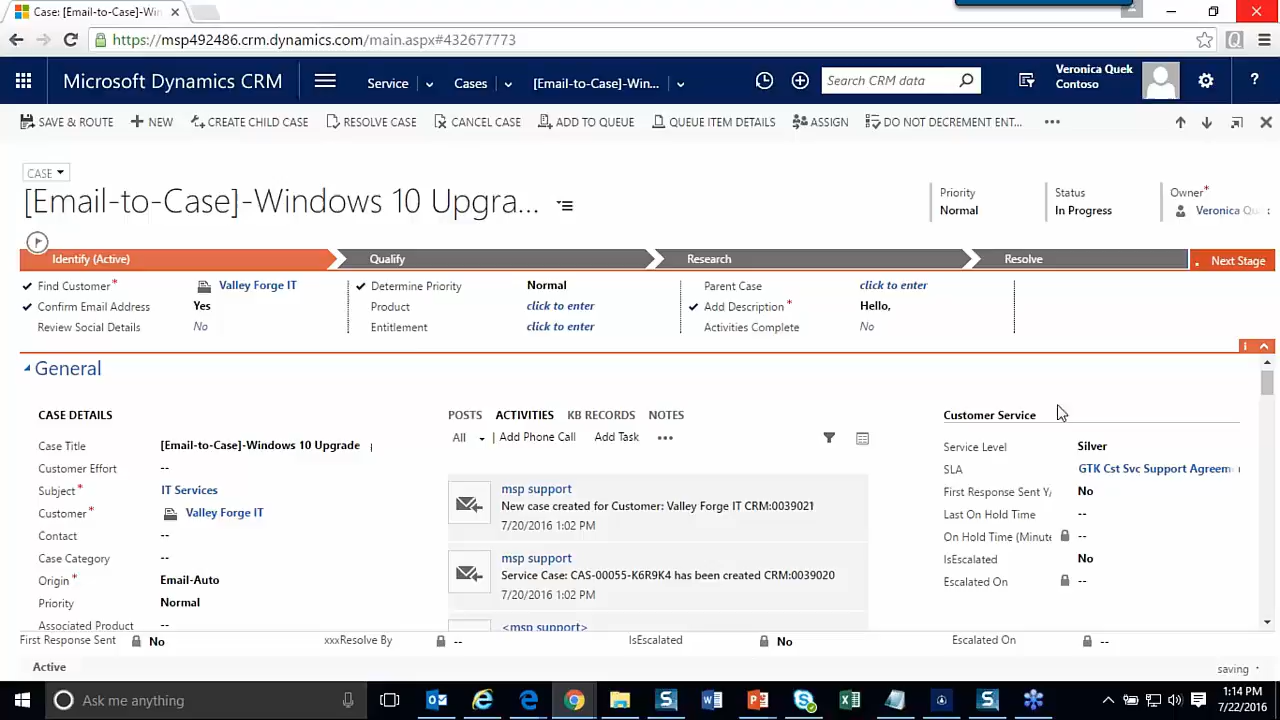 Case: [Email-to-Case]-Win
https://msp492486.crm.dynamics.com/main.aspx#432677773
Microsoft Dynamics CRM
Service
Cases
[Email-to-Case]-Win...
Search CRM data
Veronica Quek
Contoso
?
SAVE & ROUTE
NEW
CREATE CHILD CASE
RESOLVE CASE
CANCEL CASE
ADD TO QUEUE
QUEUE ITEM DETAILS
ASSIGN
DO NOT DECREMENT ENT...
CASE
[Email-to-Case]-Windows 10 Upgra...
Priority
Normal
Status
In Progress
Owner*
Veronica Qu
Identify (Active)
Qualify
Research
Resolve
Next Stage
Find Customer* Valley Forge IT
Confirm Email Address Yes
Review Social Details No
Determine Priority Normal
Product click to enter
Entitlement click to enter
Parent Case click to enter
Add Description* Hello,
Activities Complete No
General
CASE DETAILS
Case Title [Email-to-Case]-Windows 10 Upgrade
Customer Effort --
Subject* IT Services
Customer* Valley Forge IT
Contact --
Case Category --
Origin* Email-Auto
Priority Normal
Associated Product --
POSTS ACTIVITIES KB RECORDS NOTES
All Add Phone Call Add Task
msp support
New case created for Customer: Valley Forge IT CRM:0039021
7/20/2016 1:02 PM
msp support
Service Case: CAS-00055-K6R9K4 has been created CRM:0039020
7/20/2016 1:02 PM
<msp support>
Customer Service
Service Level Silver
SLA GTK Cst Svc Support Agreem
First Response Sent Y/ No
Last On Hold Time --
On Hold Time (Minute --
IsEscalated No
Escalated On --
First Response Sent No
xxxResolve By --
IsEscalated No
Escalated On --
Active
saving
Ask me anything
1:14 PM
7/22/2016